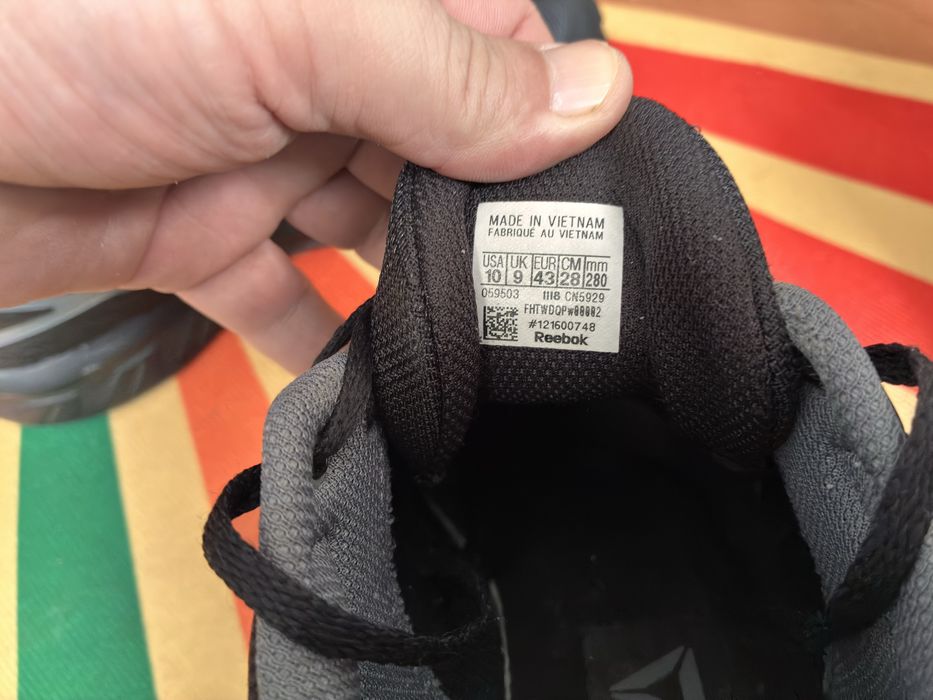 MADE IN VIETNAM
FABRIQUÉ AU VIETNAM
USA UK EUR CM mm
10 9 43 28 280
059503 1118 CN5929
#121600748
Reebok